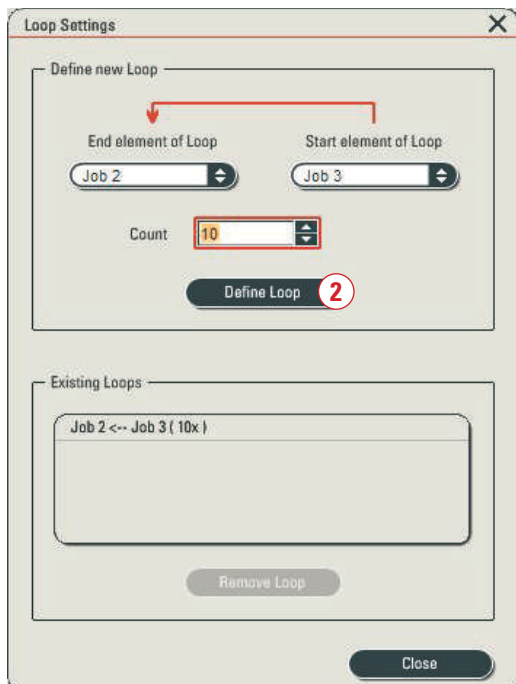 Loop Settings
Define new Loop
End element of Loop Start element of Loop
Job 2 Job 3
Count 10
Define Loop 2
Existing Loops
Job 2 <-- Job 3 ( 10x )
Remove Loop
Close